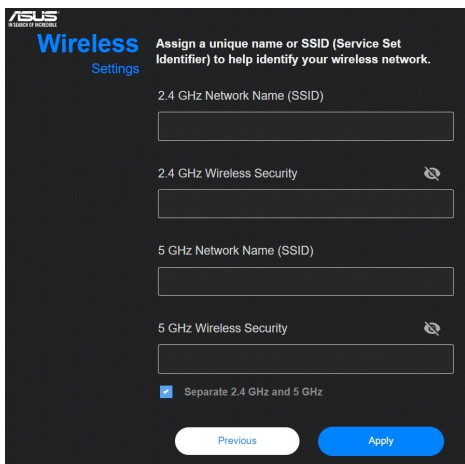 ASUS
IN SEARCH OF INCREDIBLE
Wireless
Settings
Assign a unique name or SSID (Service Set
Identifier) to help identify your wireless network.
2.4 GHz Network Name (SSID)
2.4 GHz Wireless Security
5 GHz Network Name (SSID)
5 GHz Wireless Security
Separate 2.4 GHz and 5 GHz
Previous
Apply